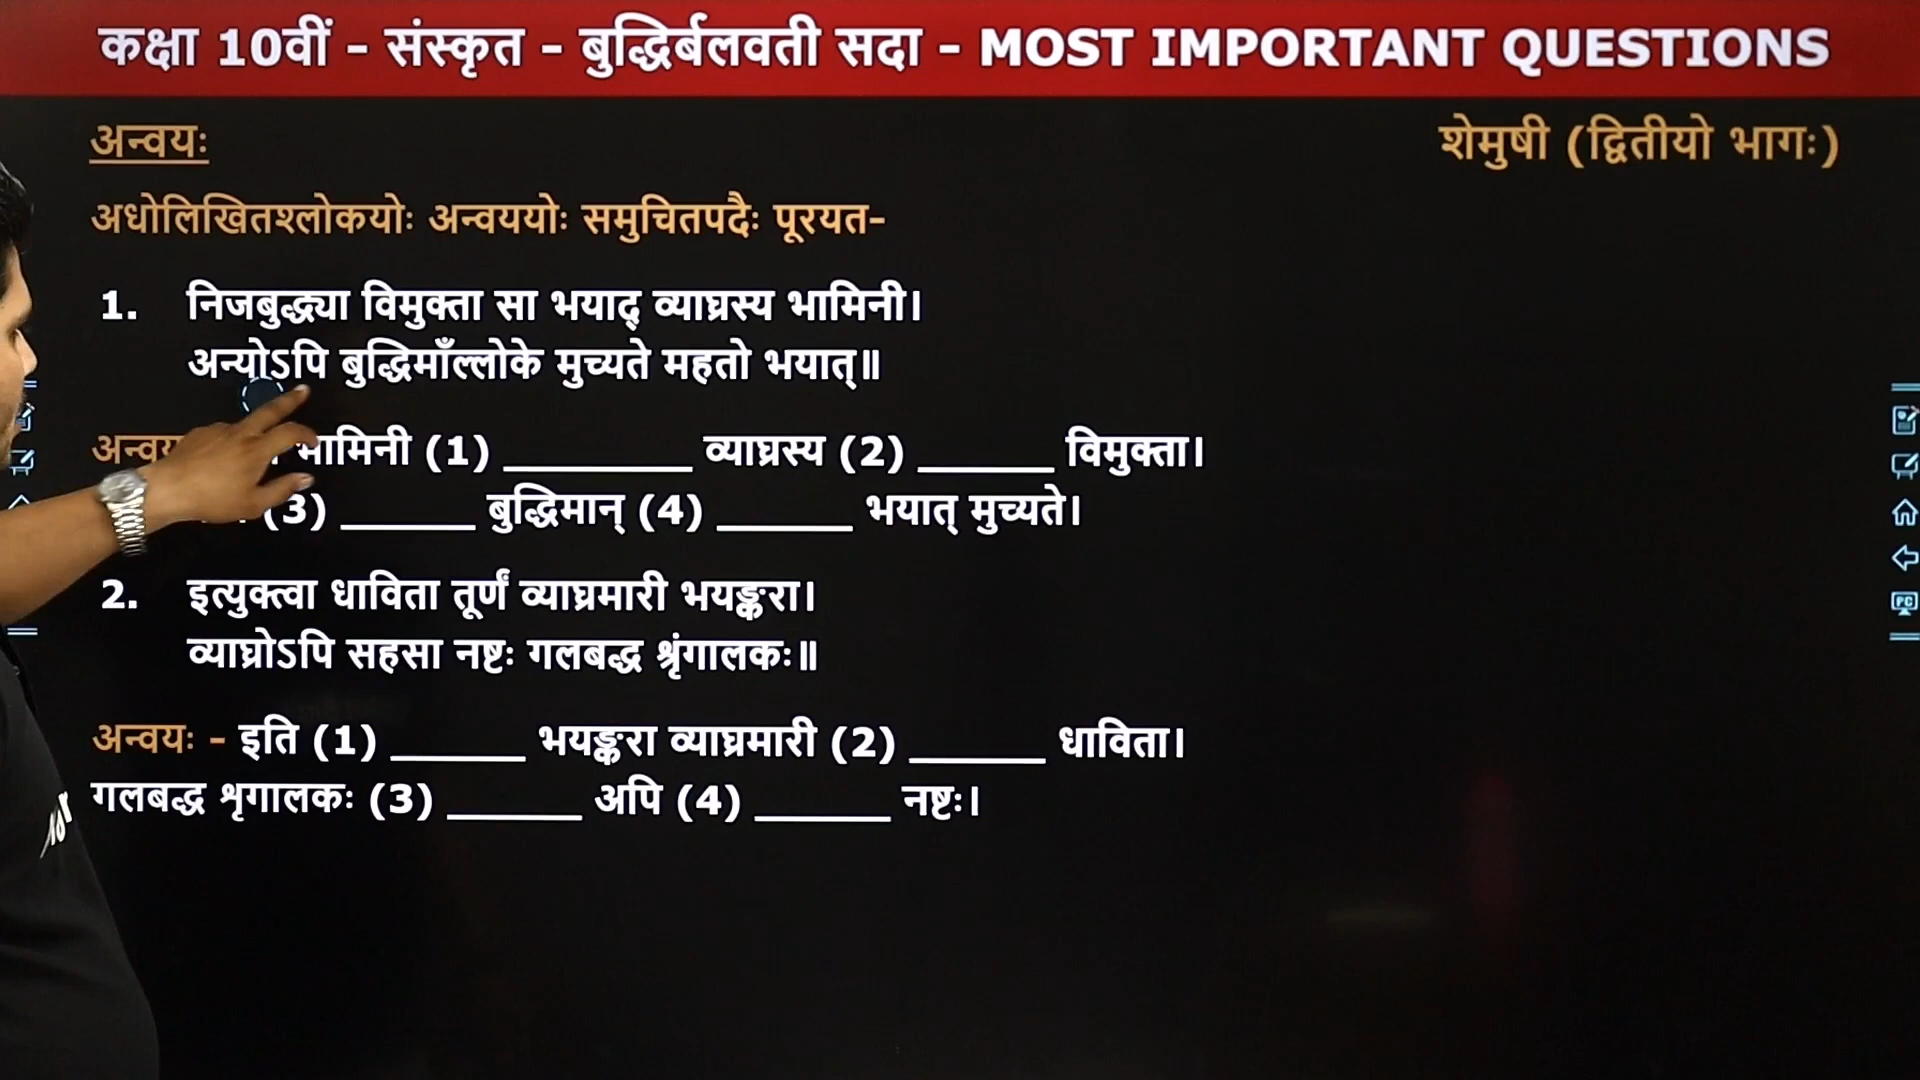 कक्षा 10वीं - संस्कृत - बुद्धिर्बलवती सदा - MOST IMPORTANT QUESTIONS
अन्वयः
शेमुषी (द्वितीयो भागः)
अधोलिखितश्लोकयोः अन्वययोः समुचितपदैः पूरयत-
1. निजबुद्ध्या विमुक्ता सा भयाद् व्याघ्रस्य भामिनी।
अन्योऽपि बुद्धिमाँल्लोके मुच्यते महतो भयात्॥
भामिनी (1) ________ व्याघ्रस्य (2) ______ विमुक्ता।
(3) ______ बुद्धिमान् (4) ______ भयात् मुच्यते।
2. इत्युक्त्वा धाविता तूर्णं व्याघ्रमारी भयङ्करा।
व्याघ्रोऽपि सहसा नष्टः गलबद्ध श्रृंगालकः॥
अन्वयः - इति (1) ______ भयङ्करा व्याघ्रमारी (2) ______ धाविता।
गलबद्ध शृगालकः (3) ______ अपि (4) ______ नष्टः।
PC